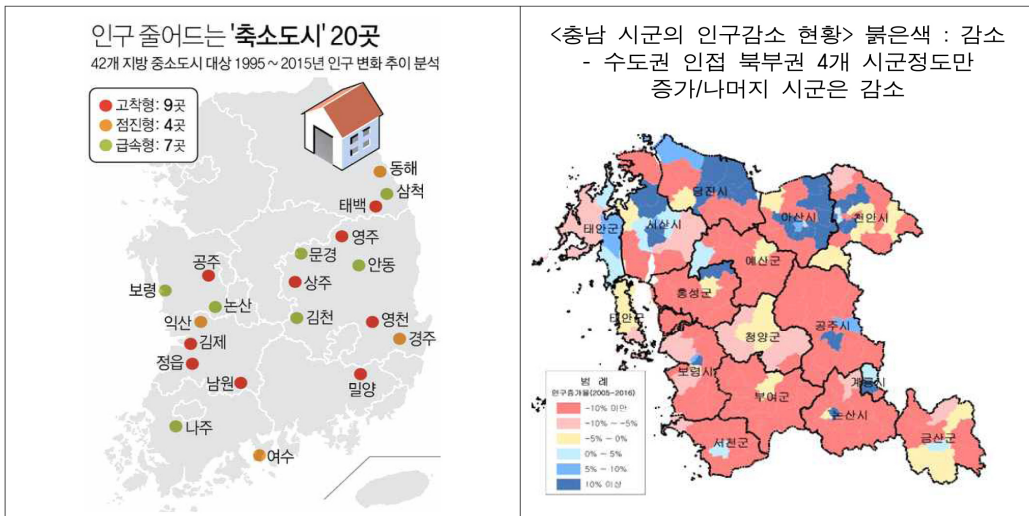 인구 줄어드는 '축소도시' 20곳
42개 지방 중소도시 대상 1995~2015년 인구 변화 추이 분석
고착형: 9곳
점진형: 4곳
급속형: 7곳
동해
삼척
태백
영주
문경
안동
공주
상주
보령
논산
김천
영천
익산
경주
김제
정읍
남원
밀양
나주
여수
<충남 시군의 인구감소 현황> 붉은색 : 감소
- 수도권 인접 북부권 4개 시군정도만
증가/나머지 시군은 감소
당진시
아산시
천안시
태안군
서산시
예산군
홍성군
태안군
공주시
청양군
보령시
계룡시
부여군
논산시
서천군
금산군
범 례
인구증가율(2005~2016)
-10% 미만
-10% ~ -5%
-5% ~ 0%
0% ~ 5%
5% ~ 10%
10% 이상